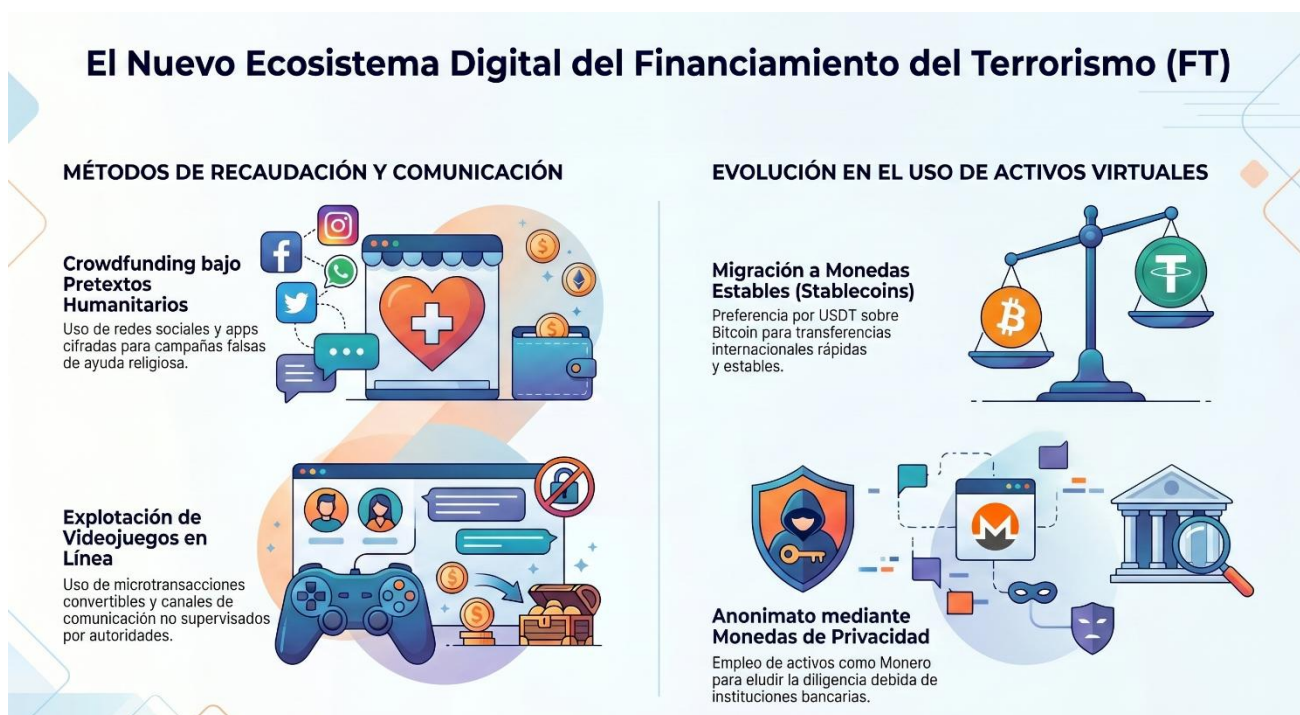 El Nuevo Ecosistema Digital del Financiamiento del Terrorismo (FT)
MÉTODOS DE RECAUDACIÓN Y COMUNICACIÓN
Crowdfunding bajo
Pretextos
Humanitarios
Uso de redes sociales y apps
cifradas para campañas falsas
de ayuda religiosa.
Explotación de
Videojuegos en
Línea
Uso de microtransacciones
convertibles y canales de
comunicación no supervisados
por autoridades.
EVOLUCIÓN EN EL USO DE ACTIVOS VIRTUALES
Migración a Monedas
Estables (Stablecoins)
Preferencia por USDT sobre
Bitcoin para transferencias
internacionales rápidas
y estables.
Anonimato mediante
Monedas de Privacidad
Empleo de activos como Monero
para eludir la diligencia debida de
instituciones bancarias.